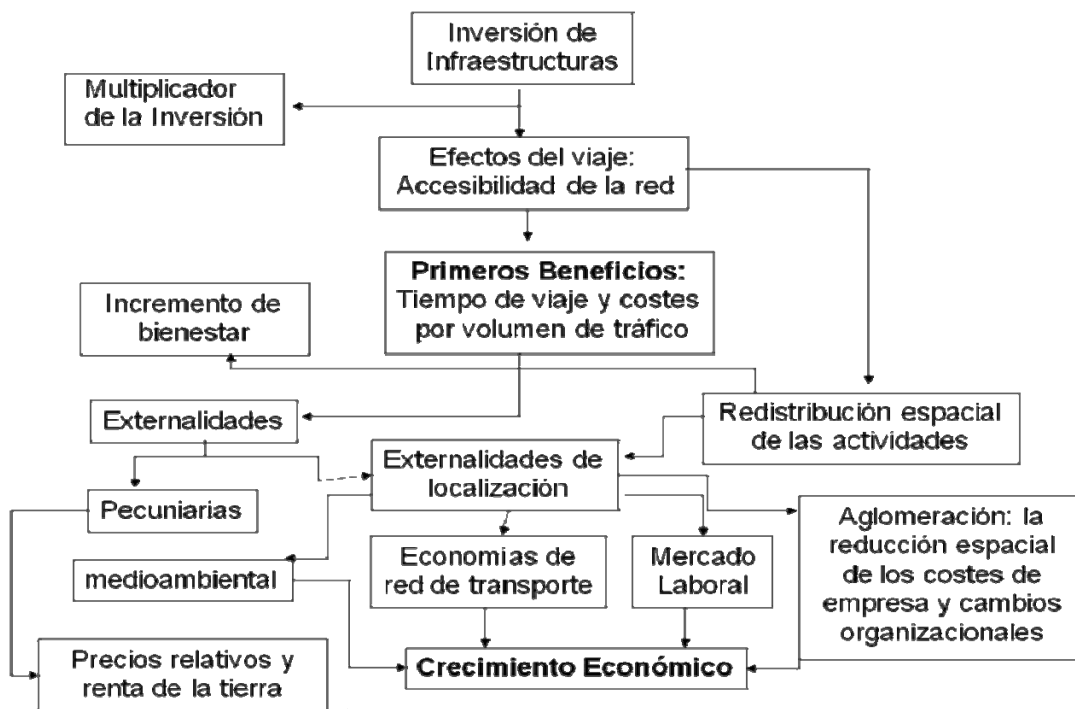 Inversión de
Infraestructuras
Multiplicador
de la Inversión
Efectos del viaje:
Accesibilidad de la red
Primeros Beneficios:
Tiempo de viaje y costes
por volumen de tráfico
Incremento de
bienestar
Externalidades
Redistribución espacial
de las actividades
Externalidades de
localización
Pecuniarias
Aglomeración: la
reducción espacial
de los costes de
empresa y cambios
organizacionales
medioambiental
Economías de
red de transporte
Mercado
Laboral
Precios relativos y
renta de la tierra
Crecimiento Económico